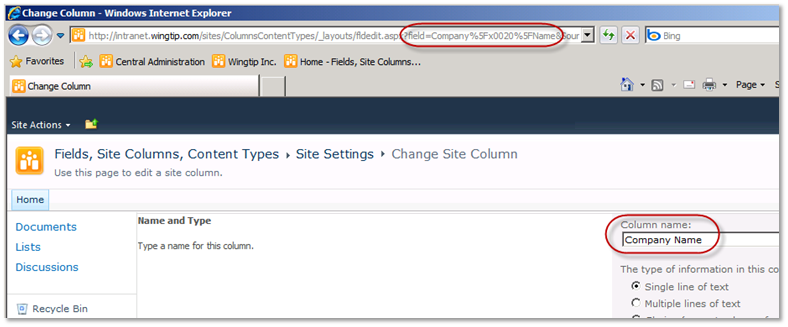 Change Column - Windows Internet Explorer
http://intranet.wingtip.com/sites/ColumnsContentTypes/_layouts/fldedit.aspx?field=Company%5Fx0020%5FName&Sour
Bing
Favorites Central Administration Wingtip Inc. Home - Fields, Site Columns...
Change Column
Page
Site Actions
Fields, Site Columns, Content Types Site Settings Change Site Column
Use this page to edit a site column.
Home
Documents
Lists
Discussions
Recycle Bin
Name and Type
Type a name for this column.
Column name:
Company Name
The type of information in this co
Single line of text
Multiple lines of text